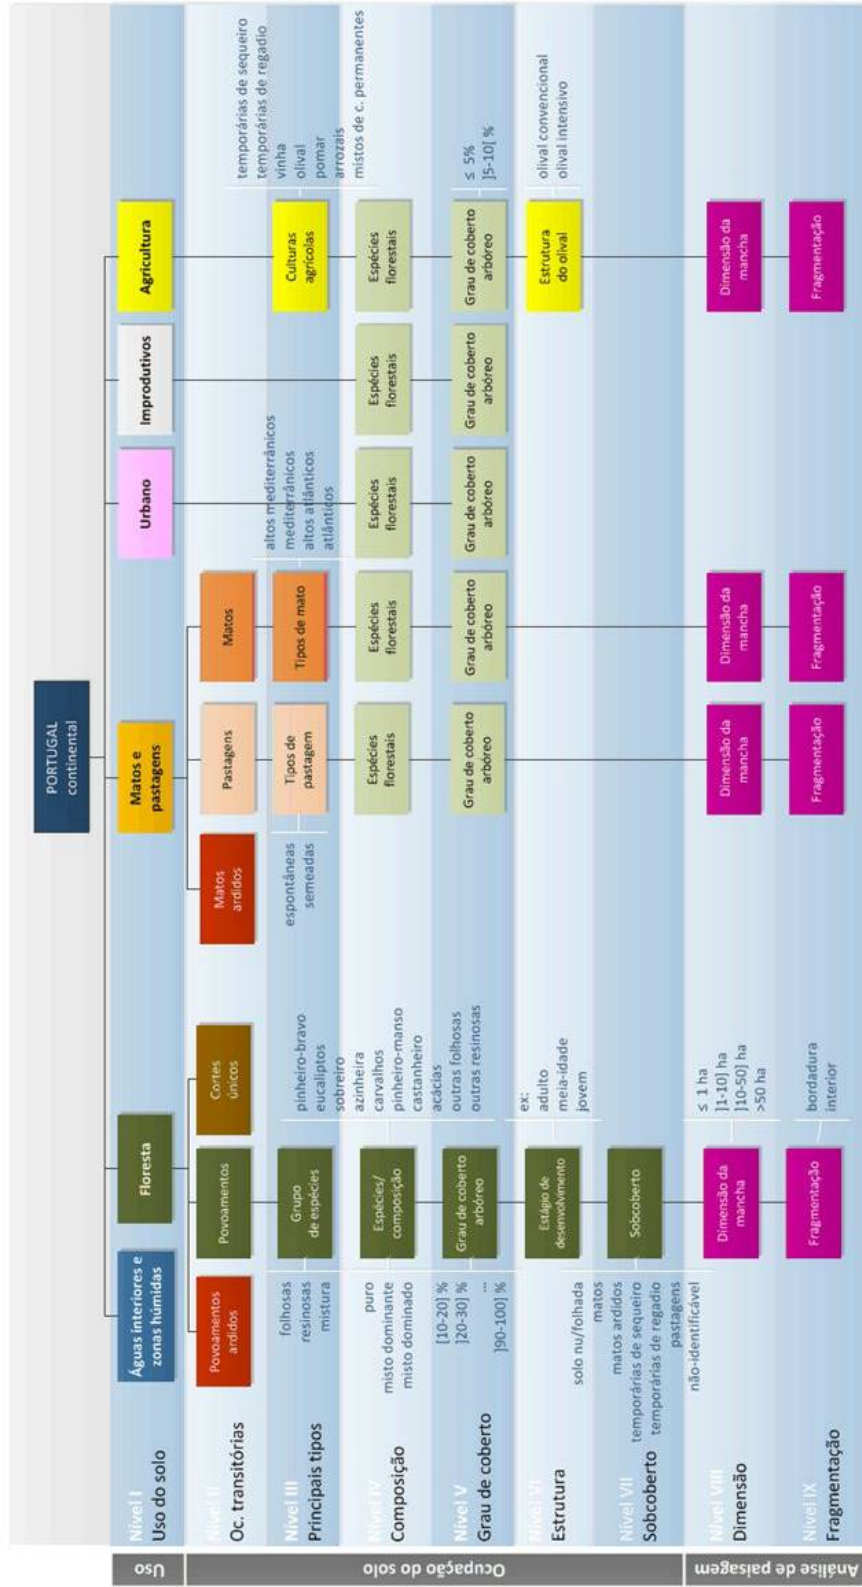 PORTUGAL
continental
Uso
Nível I
Uso do solo
Águas interiores e
zonas húmidas
Floresta
Matos e
pastagens
Urbano
Improdutivos
Agricultura
Ocupação do solo
Nível II
Oc. transitórias
Povoamentos
ardidos
Povoamentos
Cortes
únicos
Matos
ardidos
Pastagens
Matos
Nível III
Principais tipos
folhosas
resinosas
mistura
Grupo
de espécies
espontâneas
semeadas
Tipos de
pastagem
Tipos de mato
altos mediterrânicos
mediterrânicos
altos atlânticos
atlânticos
Culturas
agrícolas
temporárias de sequeiro
temporárias de regadio
vinha
olival
pomar
arrozais
mistos de c. permanentes
Nível IV
Composição
puro
misto dominante
misto dominado
Espécies/
composição
pinheiro-bravo
eucaliptos
sobreiro
azinheira
carvalhos
pinheiro-manso
castanheiro
acácias
outras folhosas
outras resinosas
Espécies
florestais
Espécies
florestais
Espécies
florestais
Espécies
florestais
Espécies
florestais
Nível V
Grau de coberto
[10-20] %
]20-30] %
...
]90-100] %
Grau de coberto
arbóreo
Grau de coberto
arbóreo
Grau de coberto
arbóreo
Grau de coberto
arbóreo
Grau de coberto
arbóreo
Grau de coberto
arbóreo
≤ 5%
]5-10[ %
Nível VI
Estrutura
Estágio de
desenvolvimento
ex:
adulto
meia-idade
jovem
Estrutura
do olival
olival convencional
olival intensivo
Nível VII
Sobcoberto
solo nu/folhada
matos
matos ardidos
temporárias de sequeiro
temporárias de regadio
pastagens
não-identificável
Sobcoberto
Análise de paisagem
Nível VIII
Dimensão
Dimensão da
mancha
≤ 1 ha
]1-10] ha
]10-50] ha
>50 ha
Dimensão da
mancha
Dimensão da
mancha
Dimensão da
mancha
Nível IX
Fragmentação
Fragmentação
bordadura
interior
Fragmentação
Fragmentação
Fragmentação